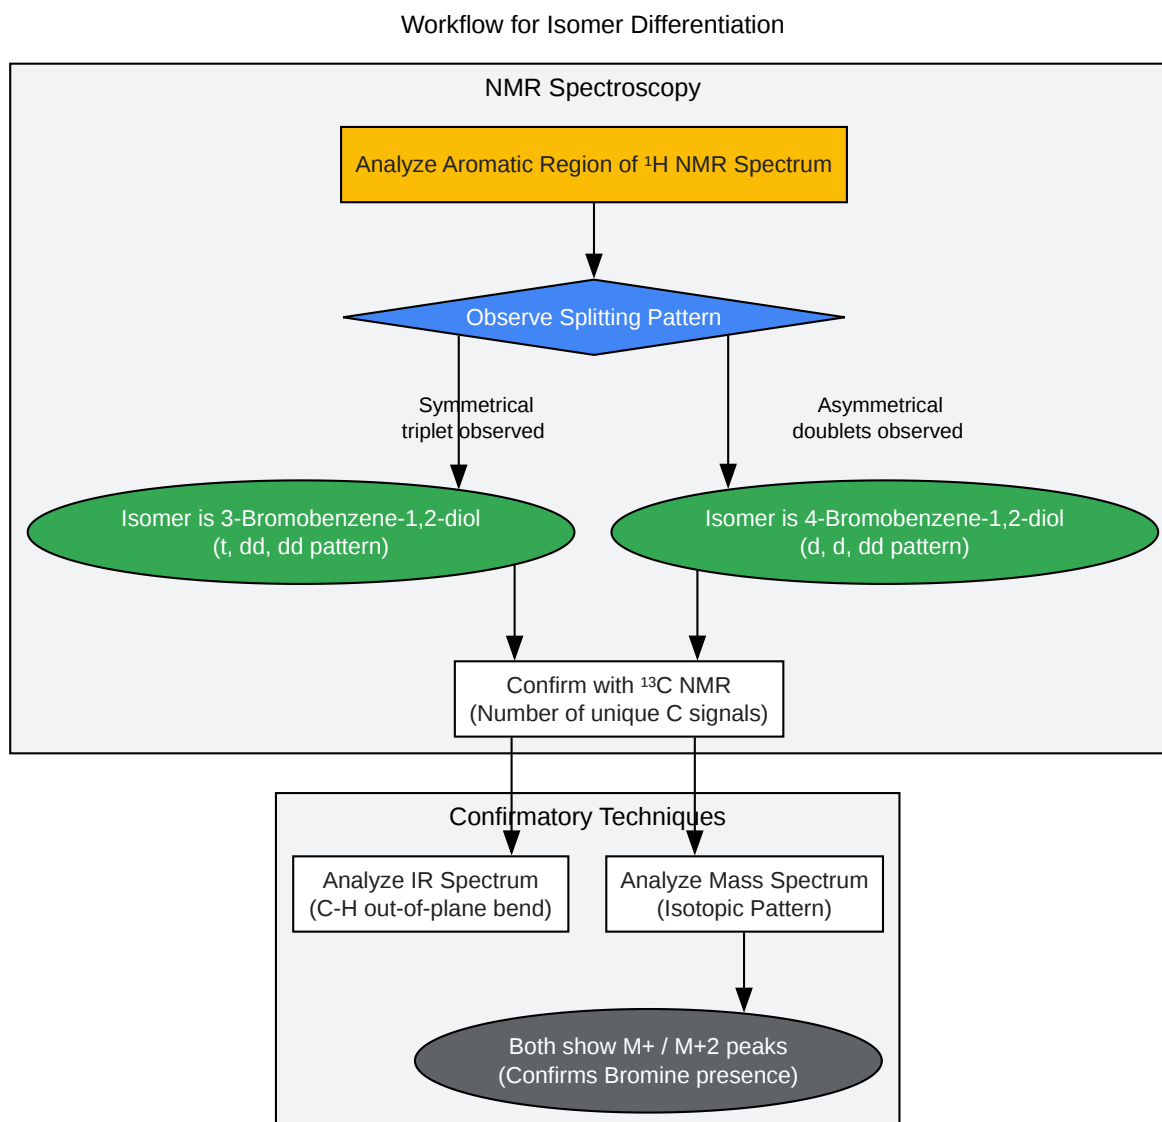 Workflow for Isomer Differentiation
NMR Spectroscopy
Analyze Aromatic Region of ¹H NMR Spectrum
Observe Splitting Pattern
Symmetrical
triplet observed
Asymmetrical
doublets observed
Isomer is 3-Bromobenzene-1,2-diol
(t, dd, dd pattern)
Isomer is 4-Bromobenzene-1,2-diol
(d, d, dd pattern)
Confirm with ¹³C NMR
(Number of unique C signals)
Confirmatory Techniques
Analyze IR Spectrum
(C-H out-of-plane bend)
Analyze Mass Spectrum
(Isotopic Pattern)
Both show M+ / M+2 peaks
(Confirms Bromine presence)